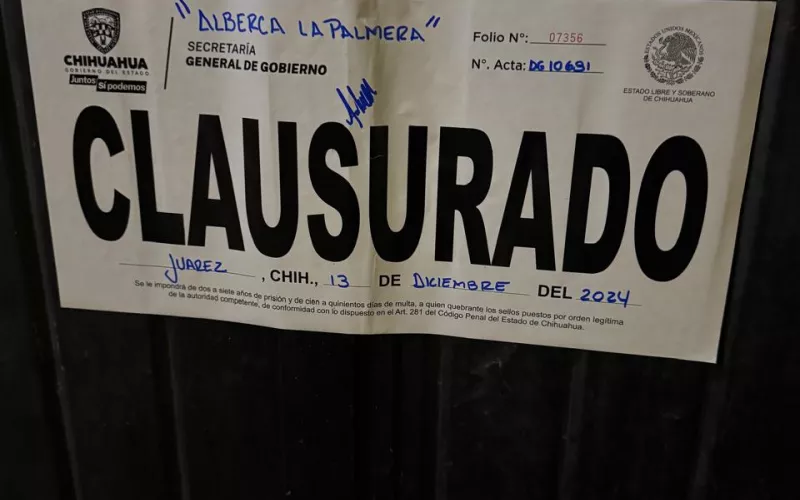 "ALBERCA LA PALMERA"
CHIHUAHUA
GOBIERNO DEL ESTADO
Juntos Sí podemos
SECRETARÍA
GENERAL DE GOBIERNO
Folio N°: 07356
N°. Acta: DG 10691
ESTADOS UNIDOS MEXICANOS
ESTADO LIBRE Y SOBERANO
DE CHIHUAHUA
CLAUSURADO
JUAREZ, CHIH., 13 DE DICIEMBRE DEL 2024
Se le impondrá de dos a siete años de prisión y de cien a quinientos días de multa, a quien quebrante los sellos puestos por orden legítima
de la autoridad competente, de conformidad con lo dispuesto en el Art. 281 del Código Penal del Estado de Chihuahua.